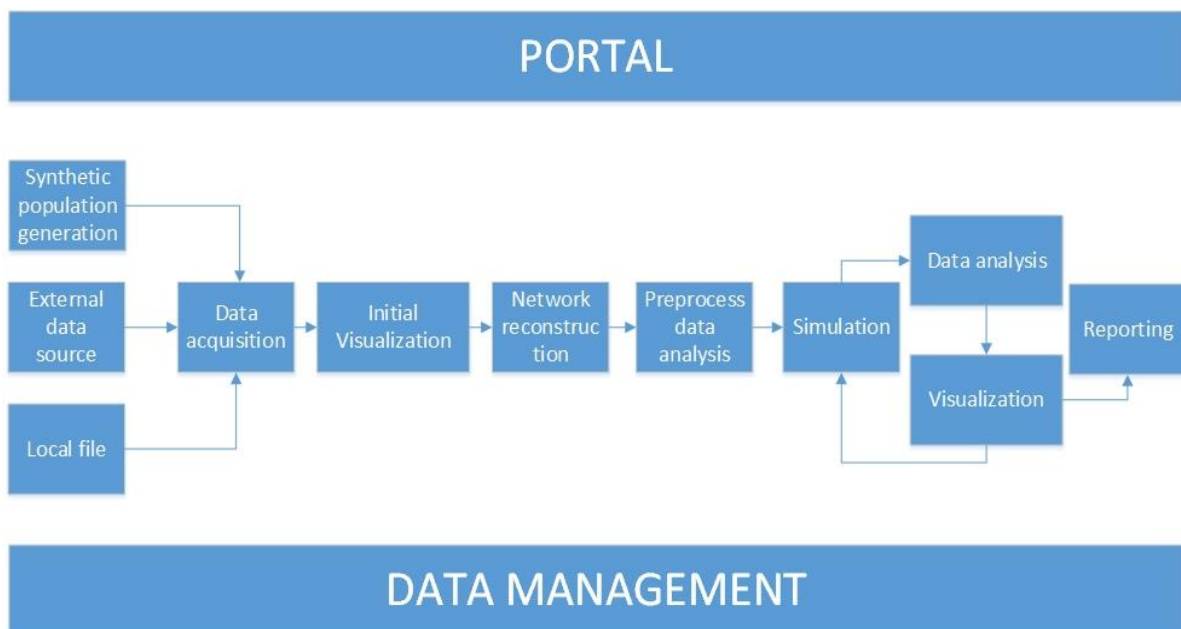 PORTAL
Synthetic
population
generation
External
data
source
Local file
Data
acquisition
Initial
Visualization
Network
reconstruc
tion
Preprocess
data
analysis
Simulation
Data analysis
Visualization
Reporting
DATA MANAGEMENT